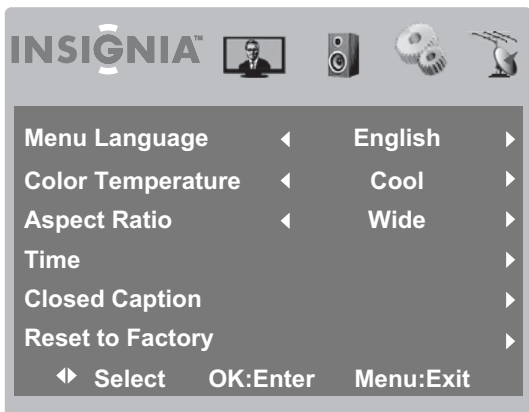 INSIGNIA™
Menu Language English
Color Temperature Cool
Aspect Ratio Wide
Time
Closed Caption
Reset to Factory
Select OK:Enter Menu:Exit